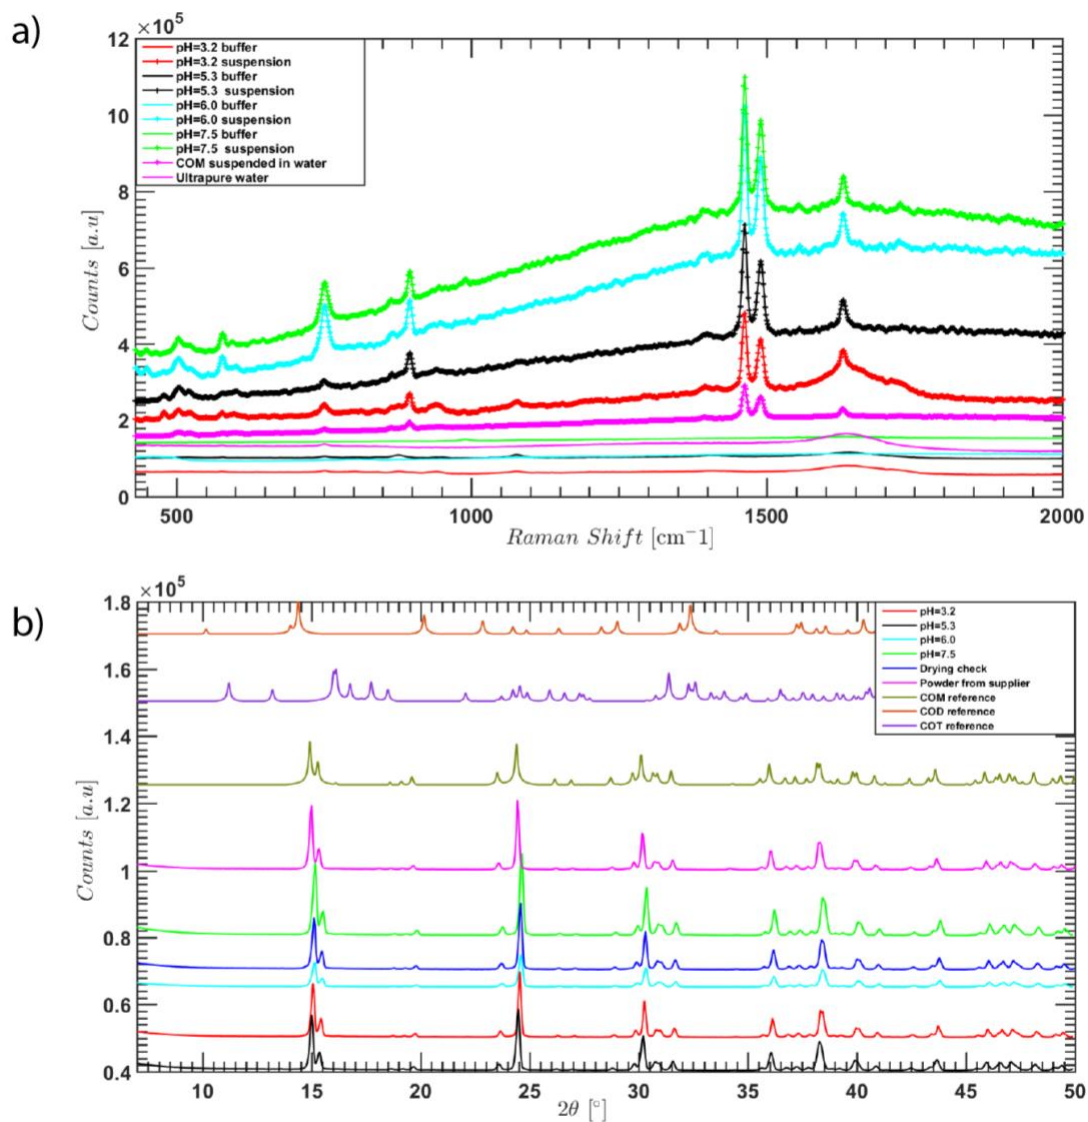 a)
×10⁵
12
10
8
6
4
2
0
Counts [a.u]
pH=3.2 buffer
pH=3.2 suspension
pH=5.3 buffer
pH=5.3 suspension
pH=6.0 buffer
pH=6.0 suspension
pH=7.5 buffer
pH=7.5 suspension
COM suspended in water
Ultrapure water
500 1000 1500 2000
Raman Shift [cm−1]
b)
×10⁵
1.8
1.6
1.4
1.2
1
0.8
0.6
0.4
Counts [a.u]
pH=3.2
pH=5.3
pH=6.0
pH=7.5
Drying check
Powder from supplier
COM reference
COD reference
COT reference
10 15 20 25 30 35 40 45 50
2θ [°]